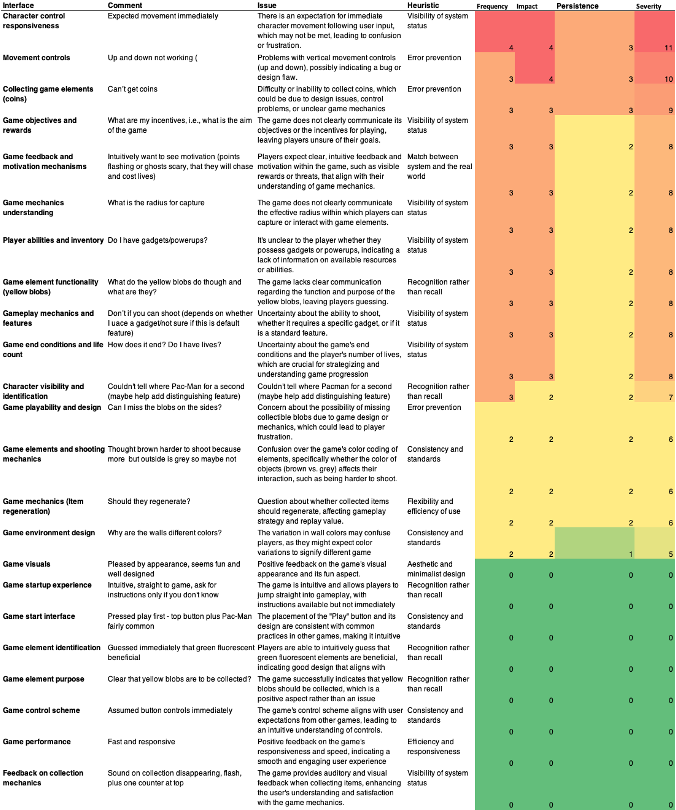 Interface Comment Issue Heuristic Frequency Impact Persistence Severity
Character control Expected movement immediately There is an expectation for immediate Visibility of system
responsiveness character movement following user input, status
which may not be met, leading to confusion
or frustration. 4 4 3 11
Movement controls Up and down not working ( Problems with vertical movement controls Error prevention
(up and down), possibly indicating a bug or
design flaw. 3 4 3 10
Collecting game elements Can't get coins Difficulty or inability to collect coins, which Error prevention
(coins) could be due to design issues, control
problems, or unclear game mechanics 3 3 3 9
Game objectives and What are my incentives, i.e., what is the aim The game does not clearly communicate its Visibility of system
rewards of the game objectives or the incentives for playing, status
leaving players unsure of their goals. 3 3 2 8
Game feedback and Intuitively want to see motivation (points Players expect clear, intuitive feedback and Match between
motivation mechanisms flashing or ghosts scary, that they will chase motivation within the game, such as visible system and the real
and cost lives) rewards or threats, that align with their world
understanding of game mechanics. 3 3 2 8
Game mechanics What is the radius for capture The game does not clearly communicate Visibility of system
understanding the effective radius within which players can status
capture or interact with game elements. 3 3 2 8
Player abilities and inventory Do I have gadgets/powerups? It's unclear to the player whether they Visibility of system
possess gadgets or powerups, indicating a status
lack of information on available resources
or abilities. 3 3 2 8
Game element functionality What do the yellow blobs do though and The game lacks clear communication Recognition rather
(yellow blobs) what are they? regarding the function and purpose of the than recall
yellow blobs, leaving players guessing. 3 3 2 8
Gameplay mechanics and Don't if you can shoot (depends on whether Uncertainty about the ability to shoot, Visibility of system
features I uace a gadget/not sure if this is default whether it requires a specific gadget, or if it status
feature) is a standard feature. 3 3 2 8
Game end conditions and life How does it end? Do I have lives? Uncertainty about the game's end Visibility of system
count conditions and the player's number of lives, status
which are crucial for strategizing and
understanding game progression 3 3 2 8
Character visibility and Couldn't tell where Pac-Man for a second Couldn't tell where Pacman for a second Recognition rather
identification (maybe help add distinguishing feature) (maybe help add distinguishing feature) than recall 3 2 2 7
Game playability and design Can I miss the blobs on the sides? Concern about the possibility of missing Error prevention
collectible blobs due to game design or
mechanics, which could lead to player
frustration. 2 2 2 6
Game elements and shooting Thought brown harder to shoot because Confusion over the game's color coding of Consistency and
mechanics more but outside is grey so maybe not elements, specifically whether the color of standards
objects (brown vs. grey) affects their
interaction, such as being harder to shoot.
2 2 2 6
Game mechanics (Item Should they regenerate? Question about whether collected items Flexibility and
regeneration) should regenerate, affecting gameplay efficiency of use
strategy and replay value. 2 2 2 6
Game environment design Why are the walls different colors? The variation in wall colors may confuse Consistency and
players, as they might expect color standards
variations to signify different game 2 2 1 5
Game visuals Pleased by appearance, seems fun and Positive feedback on the game's visual Aesthetic and
well designed appearance and its fun aspect. minimalist design 0 0 0 0
Game startup experience Intuitive, straight to game, ask for The game is intuitive and allows players to Recognition rather
instructions only if you don't know jump straight into gameplay, with than recall
instructions available but not immediately 0 0 0 0
Game start interface Pressed play first - top button plus Pac-Man The placement of the "Play" button and its Consistency and
fairly common design are consistent with common standards
practices in other games, making it intuitive 0 0 0 0
Game element identification Guessed immediately that green fluorescent Players are able to intuitively guess that Recognition rather
beneficial green fluorescent elements are beneficial, than recall
indicating good design that aligns with 0 0 0 0
Game element purpose Clear that yellow blobs are to be collected? The game successfully indicates that yellow Recognition rather
blobs should be collected, which is a than recall
positive aspect rather than an issue 0 0 0 0
Game control scheme Assumed button controls immediately The game's control scheme aligns with user Consistency and
expectations from other games, leading to standards
an intuitive understanding of controls. 0 0 0 0
Game performance Fast and responsive Positive feedback on the game's Efficiency and
responsiveness and speed, indicating a responsiveness
smooth and engaging user experience 0 0 0 0
Feedback on collection Sound on collection disappearing, flash, The game provides auditory and visual Visibility of system
mechanics plus one counter at top feedback when collecting items, enhancing status
the user's understanding and satisfaction
with the game mechanics. 0 0 0 0